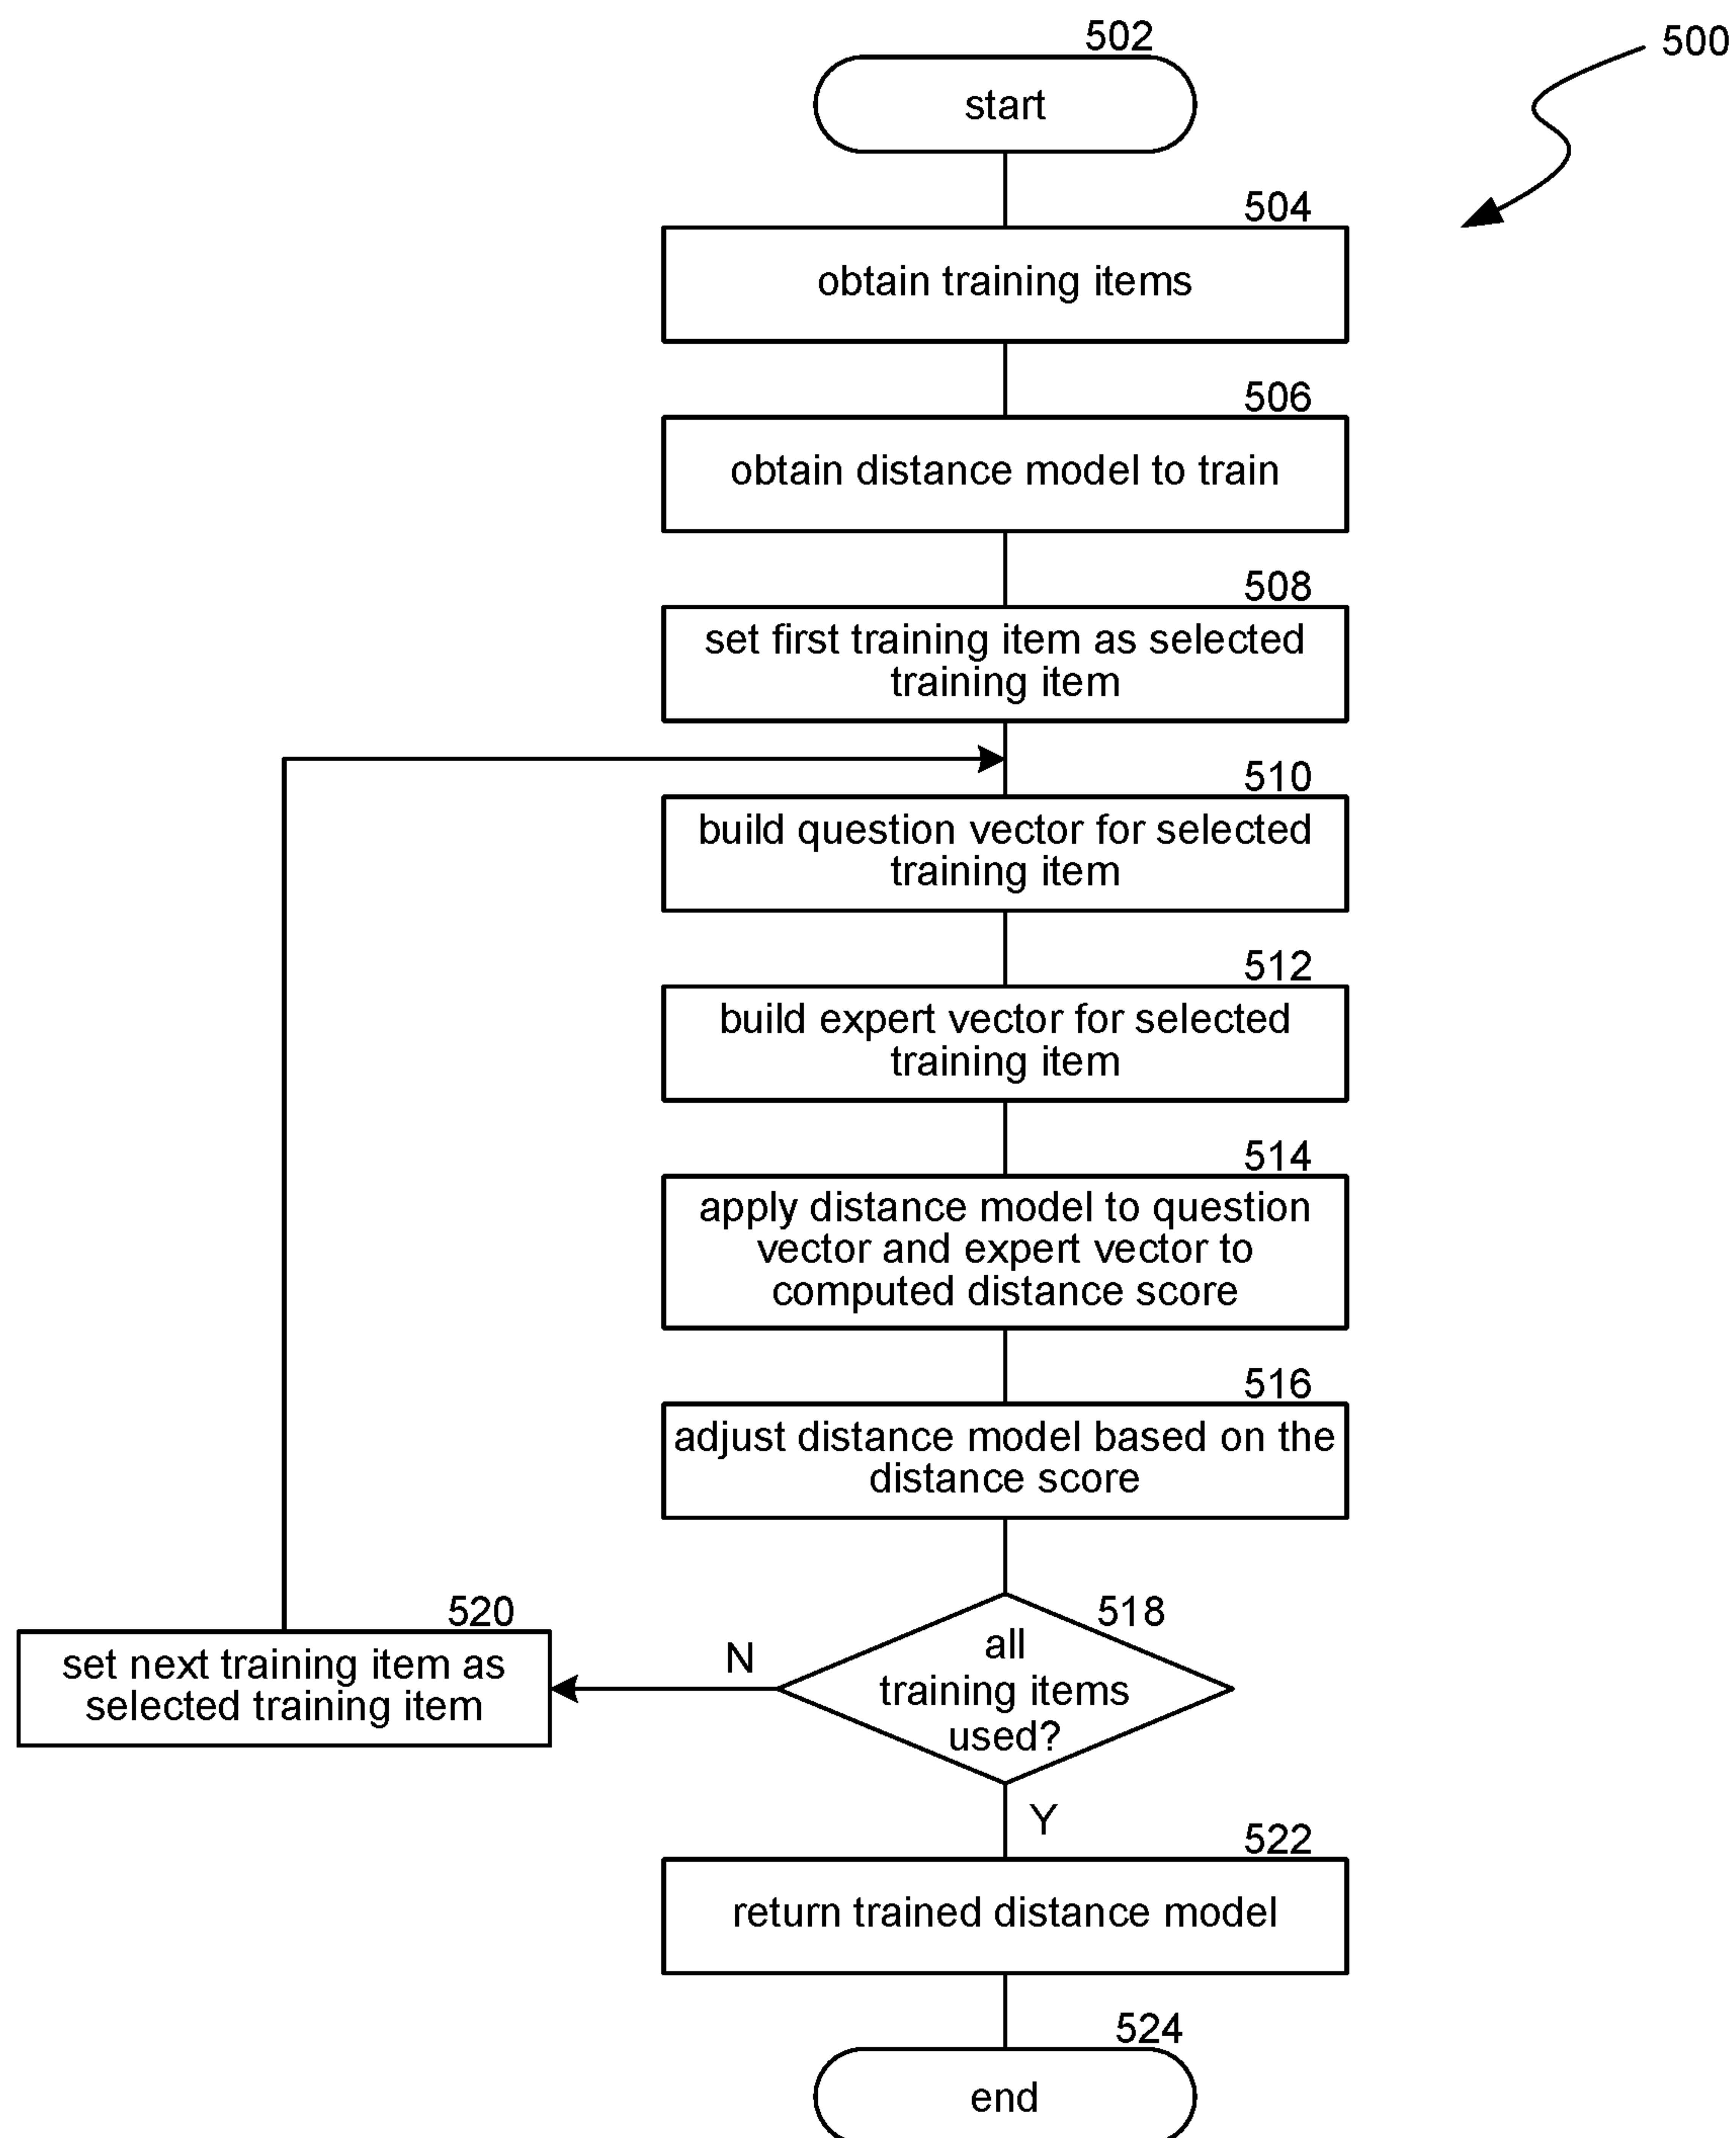 502
500
start
504
obtain training items
506
obtain distance model to train
508
set first training item as selected
training item
510
build question vector for selected
training item
512
build expert vector for selected
training item
514
apply distance model to question
vector and expert vector to
computed distance score
516
adjust distance model based on the
distance score
518
all
training items
used?
N
520
set next training item as
selected training item
Y
522
return trained distance model
524
end